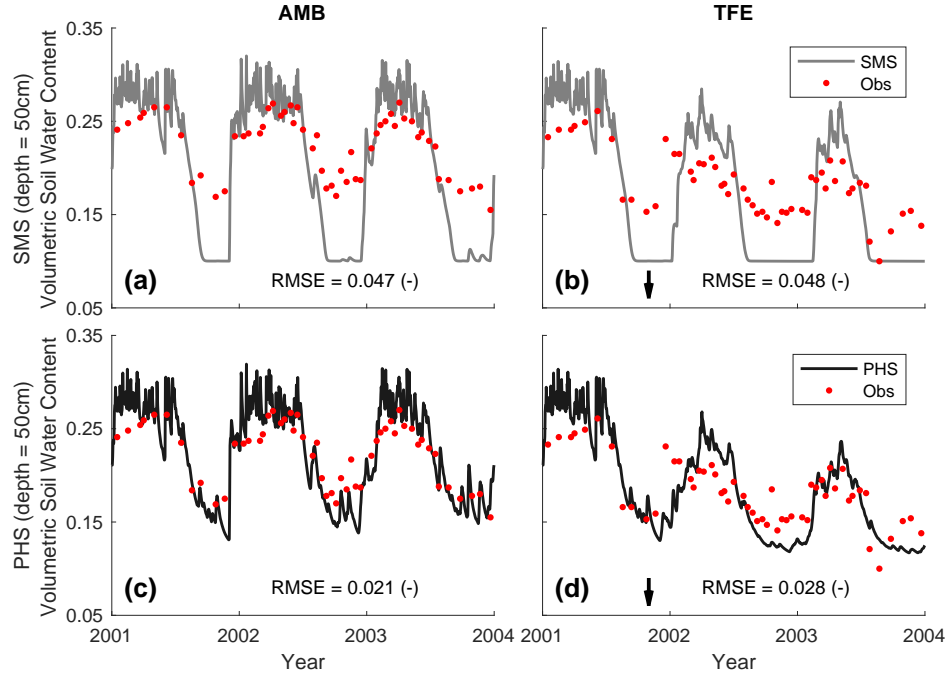 AMB
TFE
SMS (depth = 50cm)
Volumetric Soil Water Content
0.35
0.25
0.15
0.05
(a)
RMSE = 0.047 (-)
SMS
Obs
(b)
RMSE = 0.048 (-)
PHS (depth = 50cm)
Volumetric Soil Water Content
0.35
0.25
0.15
0.05
(c)
RMSE = 0.021 (-)
PHS
Obs
(d)
RMSE = 0.028 (-)
2001 2002 2003 2004
2001 2002 2003 2004
Year
Year